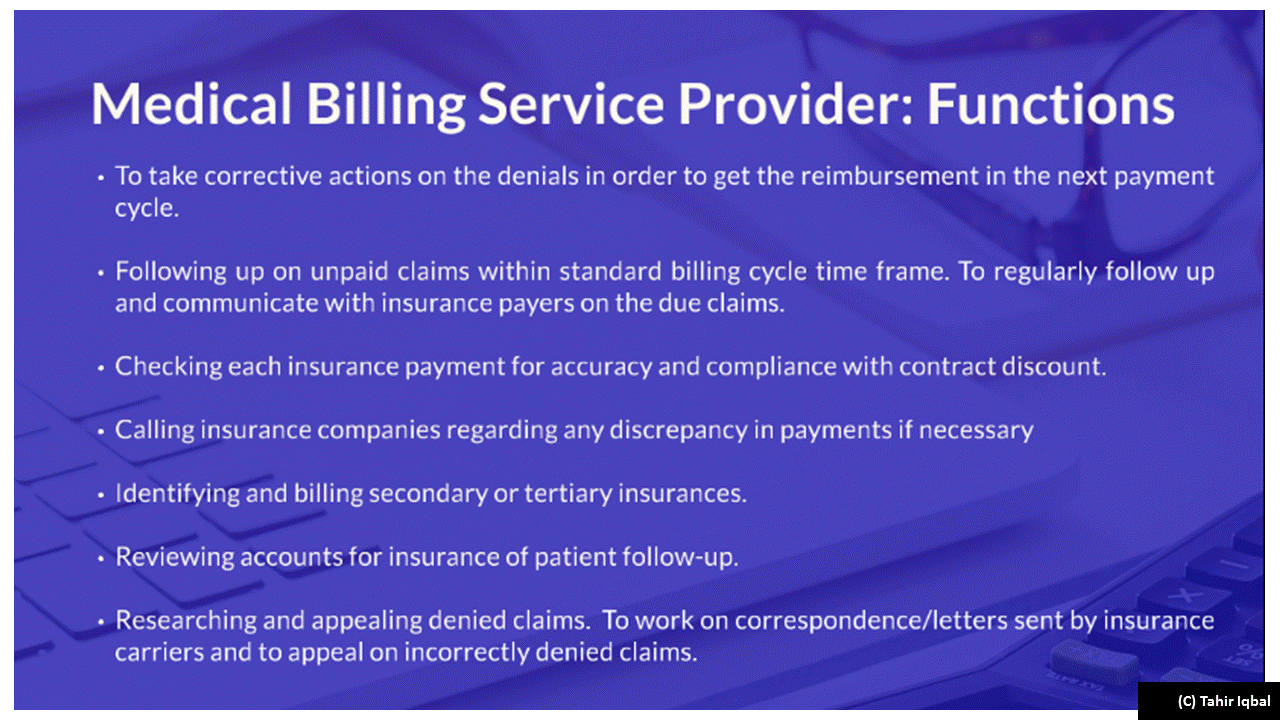 Medical Billing Service Provider: Functions
• To take corrective actions on the denials in order to get the reimbursement in the next payment
cycle.
• Following up on unpaid claims within standard billing cycle time frame. To regularly follow up
and communicate with insurance payers on the due claims.
• Checking each insurance payment for accuracy and compliance with contract discount.
• Calling insurance companies regarding any discrepancy in payments if necessary
• Identifying and billing secondary or tertiary insurances.
• Reviewing accounts for insurance of patient follow-up.
• Researching and appealing denied claims. To work on correspondence/letters sent by insurance
carriers and to appeal on incorrectly denied claims.
(C) Tahir Iqbal